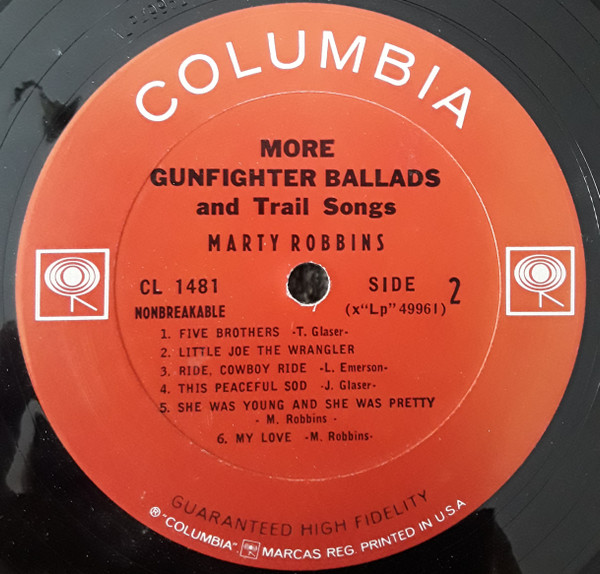 COLUMBIA
MORE
GUNFIGHTER BALLADS
and Trail Songs
MARTY ROBBINS
CL 1481
NONBREAKABLE
SIDE 2
(x"Lp" 49961)
1. FIVE BROTHERS -T. Glaser-
2. LITTLE JOE THE WRANGLER
3. RIDE, COWBOY RIDE -L. Emerson-
4. THIS PEACEFUL SOD -J. Glaser-
5. SHE WAS YOUNG AND SHE WAS PRETTY
- M. Robbins -
6. MY LOVE -M. Robbins-
GUARANTEED HIGH FIDELITY
® "COLUMBIA". MARCAS REG. PRINTED IN U.S.A